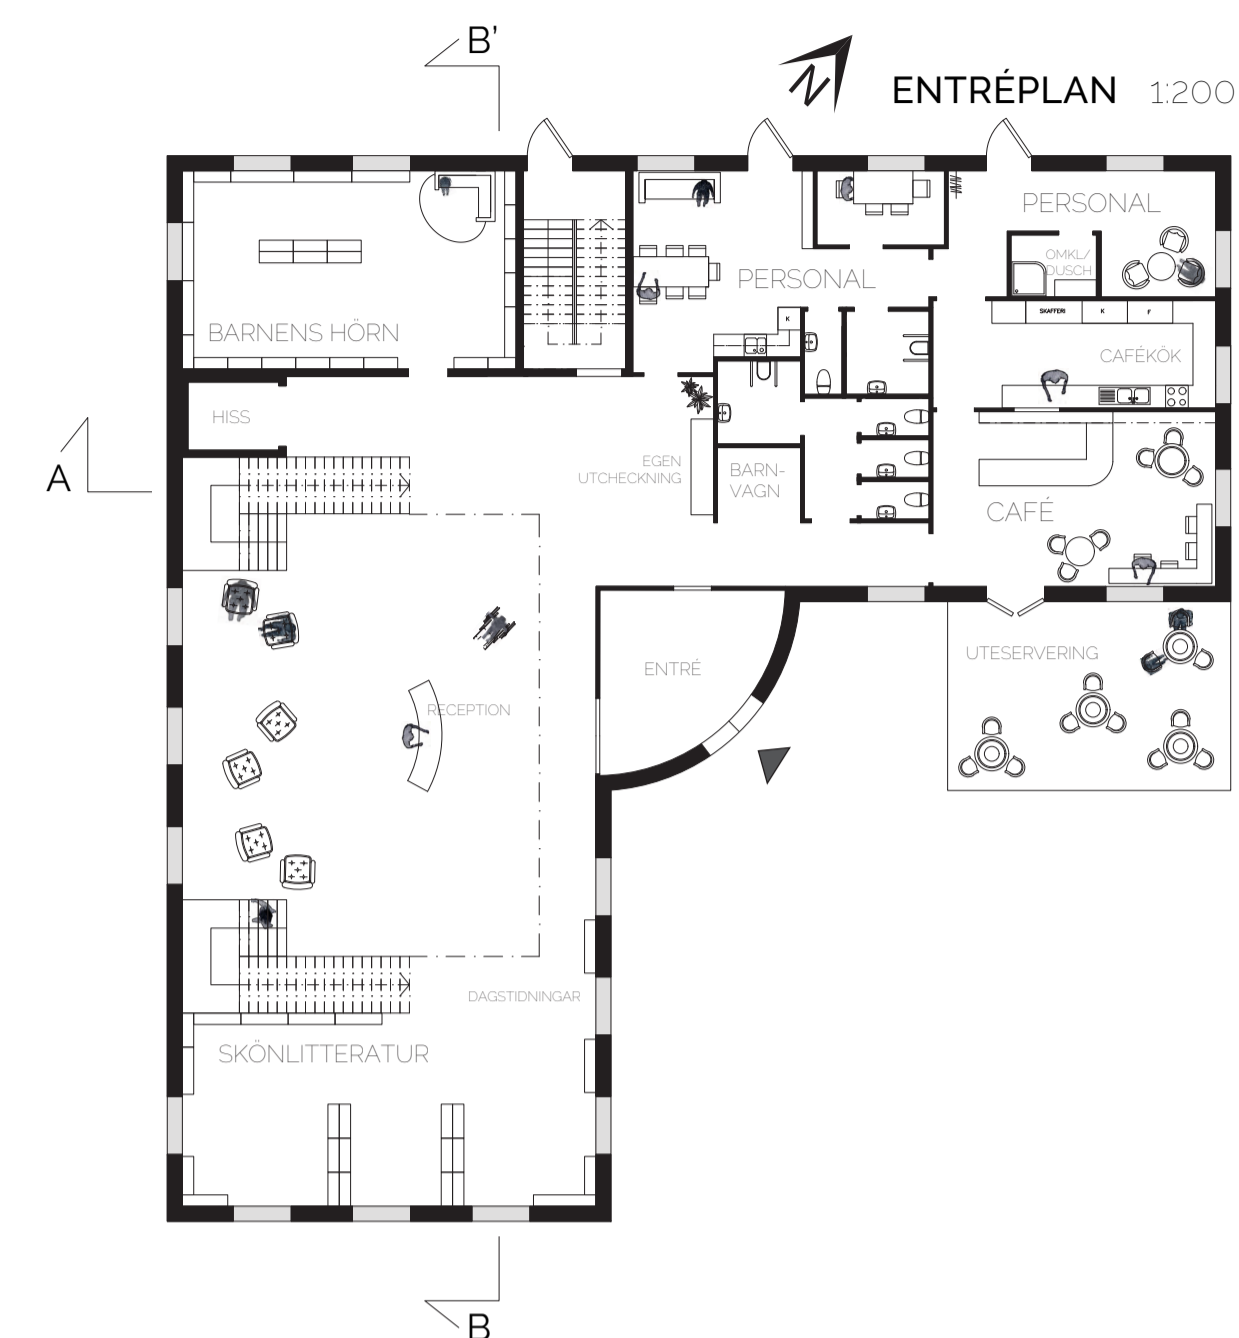 B’
N
ENTRÉPLAN 1:200
PERSONAL
OMKL/
DUSCH
PERSONAL
K
SKAFFERI K F
BARNENS HÖRN
CAFÉKÖK
HISS
A
EGEN
UTCHECKNING
BARN-
VAGN
CAFÉ
ENTRÉ
UTESERVERING
RECEPTION
DAGSTIDNINGAR
SKÖNLITTERATUR
B